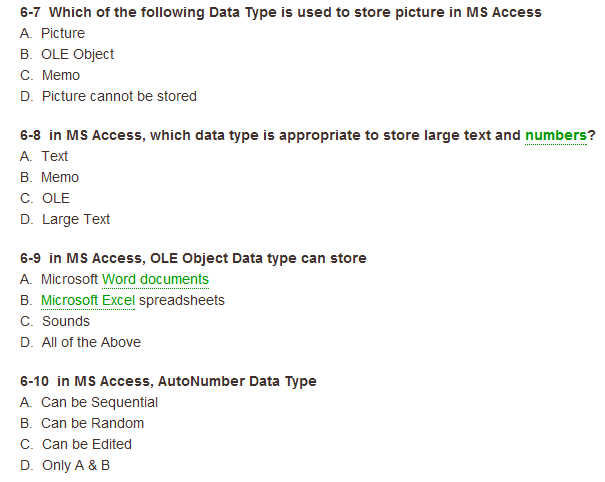 6-7 Which of the following Data Type is used to store picture in MS Access
A. Picture
B. OLE Object
C. Memo
D. Picture cannot be stored
6-8 in MS Access, which data type is appropriate to store large text and numbers?
A. Text
B. Memo
C. OLE
D. Large Text
6-9 in MS Access, OLE Object Data type can store
A. Microsoft Word documents
B. Microsoft Excel spreadsheets
C. Sounds
D. All of the Above
6-10 in MS Access, AutoNumber Data Type
A. Can be Sequential
B. Can be Random
C. Can be Edited
D. Only A & B